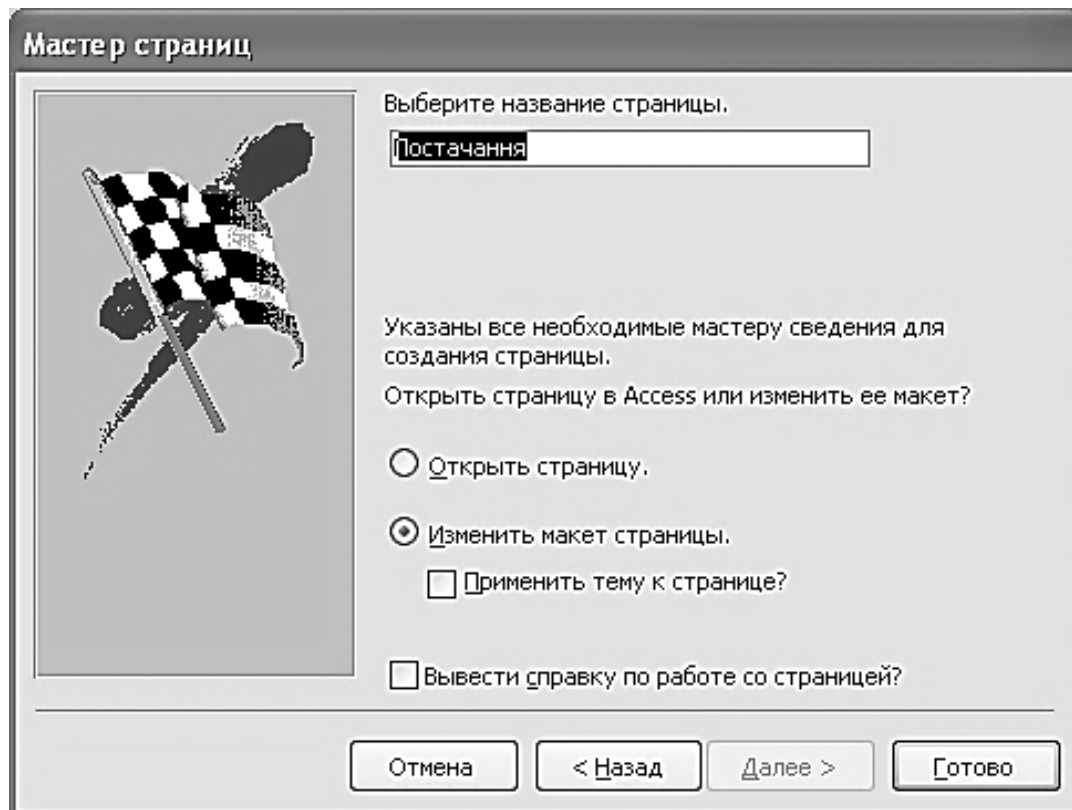 Мастер страниц
Выберите название страницы.
Постачання
Указаны все необходимые мастеру сведения для
создания страницы.
Открыть страницу в Access или изменить ее макет?
Открыть страницу.
Изменить макет страницы.
Применить тему к странице?
Вывести справку по работе со страницей?
Отмена
< Назад
Далее >
Готово